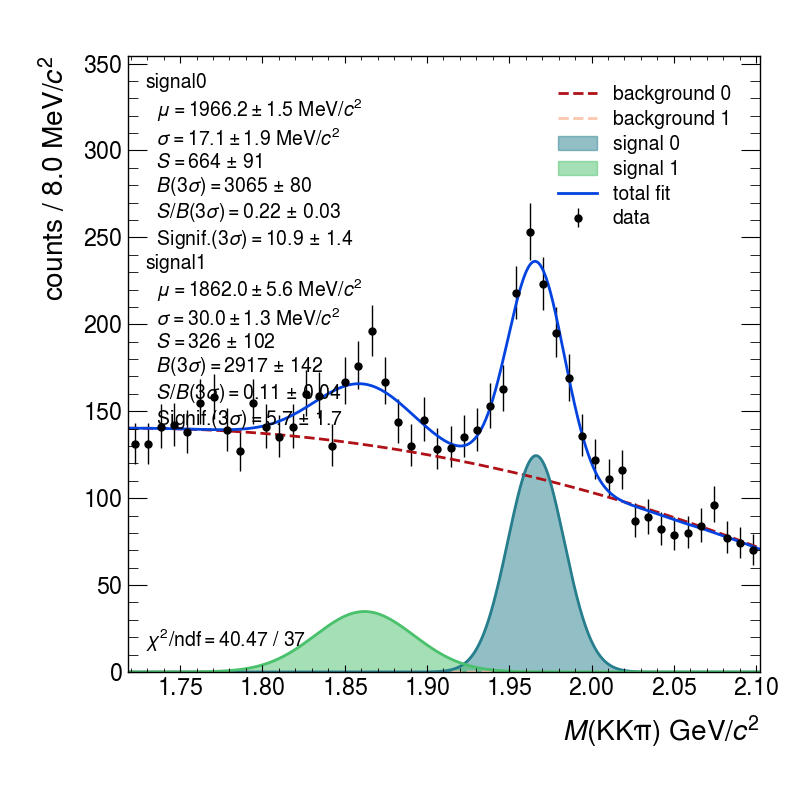 counts / 8.0 MeV/c²
350
300
250
200
150
100
50
0
signal0
μ = 1966.2 ± 1.5 MeV/c²
σ = 17.1 ± 1.9 MeV/c²
S = 664 ± 91
B(3σ) = 3065 ± 80
S/B(3σ) = 0.22 ± 0.03
Signif.(3σ) = 10.9 ± 1.4
signal1
μ = 1862.0 ± 5.6 MeV/c²
σ = 30.0 ± 1.3 MeV/c²
S = 326 ± 102
B(3σ) = 2917 ± 142
S/B(3σ) = 0.11 ± 0.04
Signif.(3σ) = 5.7 ± 1.7
background 0
background 1
signal 0
signal 1
total fit
data
χ²/ndf = 40.47 / 37
1.75 1.80 1.85 1.90 1.95 2.00 2.05 2.10
M(KKπ) GeV/c²